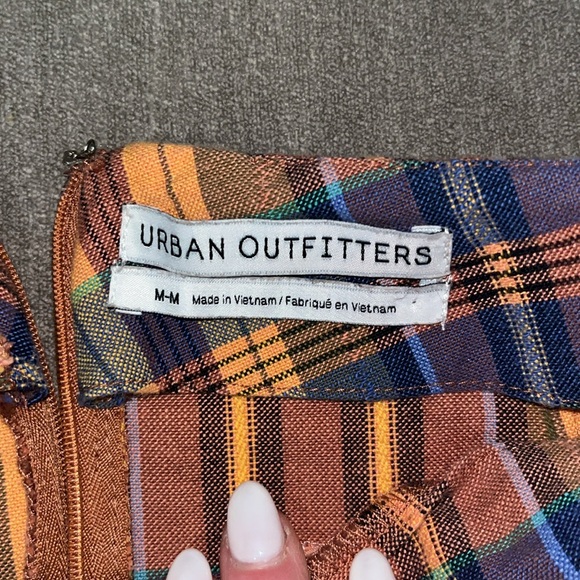 URBAN OUTFITTERS
M-M Made in Vietnam / Fabriqué en Vietnam